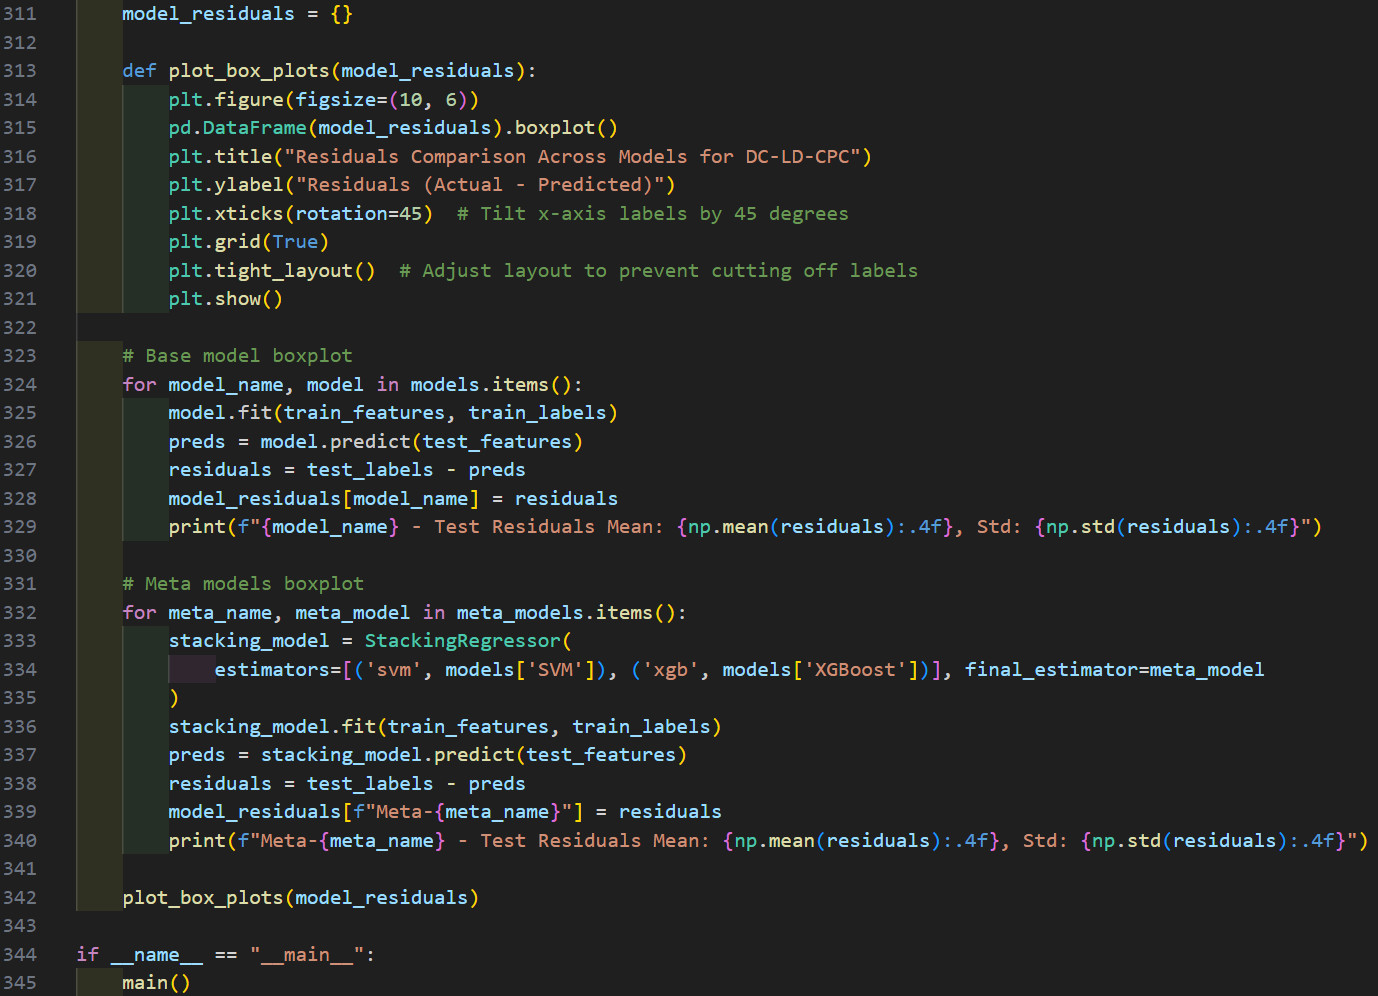 311 model_residuals = {}
312
313 def plot_box_plots(model_residuals):
314 plt.figure(figsize=(10, 6))
315 pd.DataFrame(model_residuals).boxplot()
316 plt.title("Residuals Comparison Across Models for DC-LD-CPC")
317 plt.ylabel("Residuals (Actual - Predicted)")
318 plt.xticks(rotation=45)  # Tilt x-axis labels by 45 degrees
319 plt.grid(True)
320 plt.tight_layout()  # Adjust layout to prevent cutting off labels
321 plt.show()
322
323 # Base model boxplot
324 for model_name, model in models.items():
325 model.fit(train_features, train_labels)
326 preds = model.predict(test_features)
327 residuals = test_labels - preds
328 model_residuals[model_name] = residuals
329 print(f"{model_name} - Test Residuals Mean: {np.mean(residuals):.4f}, Std: {np.std(residuals):.4f}")
330
331 # Meta models boxplot
332 for meta_name, meta_model in meta_models.items():
333 stacking_model = StackingRegressor(
334 estimators=[('svm', models['SVM']), ('xgb', models['XGBoost'])], final_estimator=meta_model
335 )
336 stacking_model.fit(train_features, train_labels)
337 preds = stacking_model.predict(test_features)
338 residuals = test_labels - preds
339 model_residuals[f"Meta-{meta_name}"] = residuals
340 print(f"Meta-{meta_name} - Test Residuals Mean: {np.mean(residuals):.4f}, Std: {np.std(residuals):.4f}")
341
342 plot_box_plots(model_residuals)
343
344 if __name__ == "__main__":
345 main()